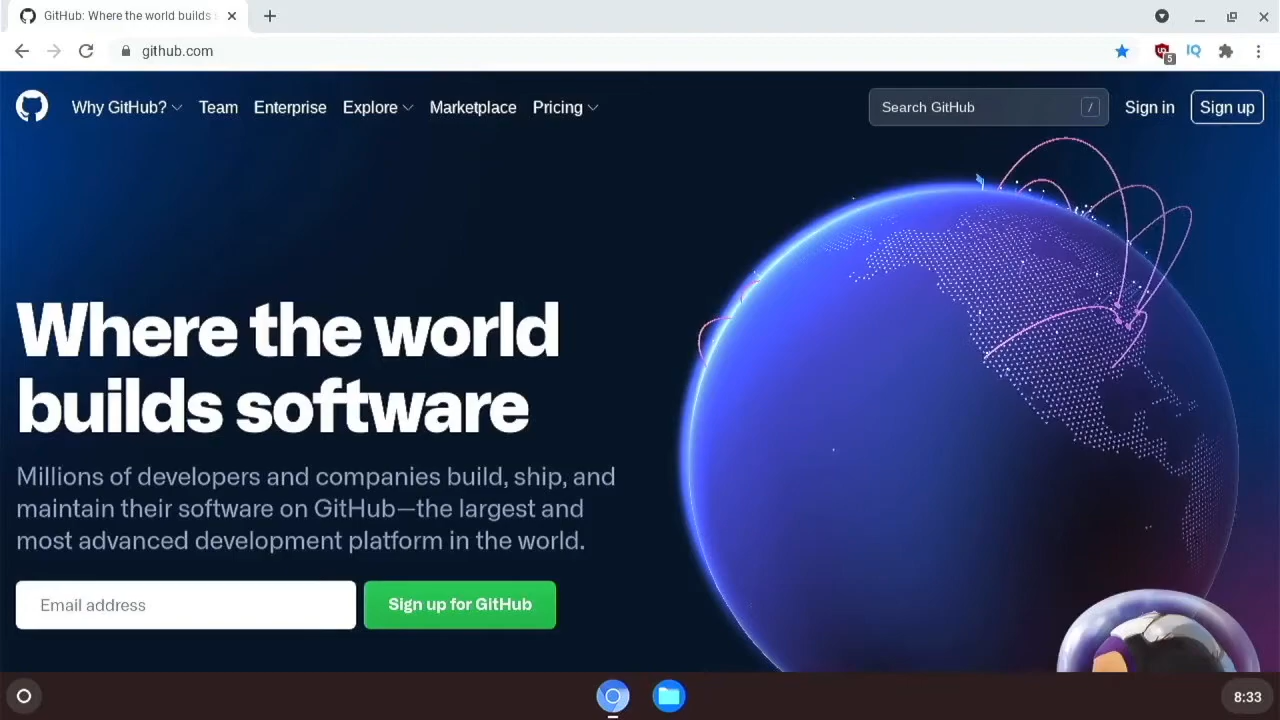 GitHub: Where the world builds
github.com
5
IQ
Why GitHub? Team Enterprise Explore Marketplace Pricing
Search GitHub /
Sign in
Sign up
Where the world
builds software
Millions of developers and companies build, ship, and
maintain their software on GitHub—the largest and
most advanced development platform in the world.
Email address
Sign up for GitHub
8:33